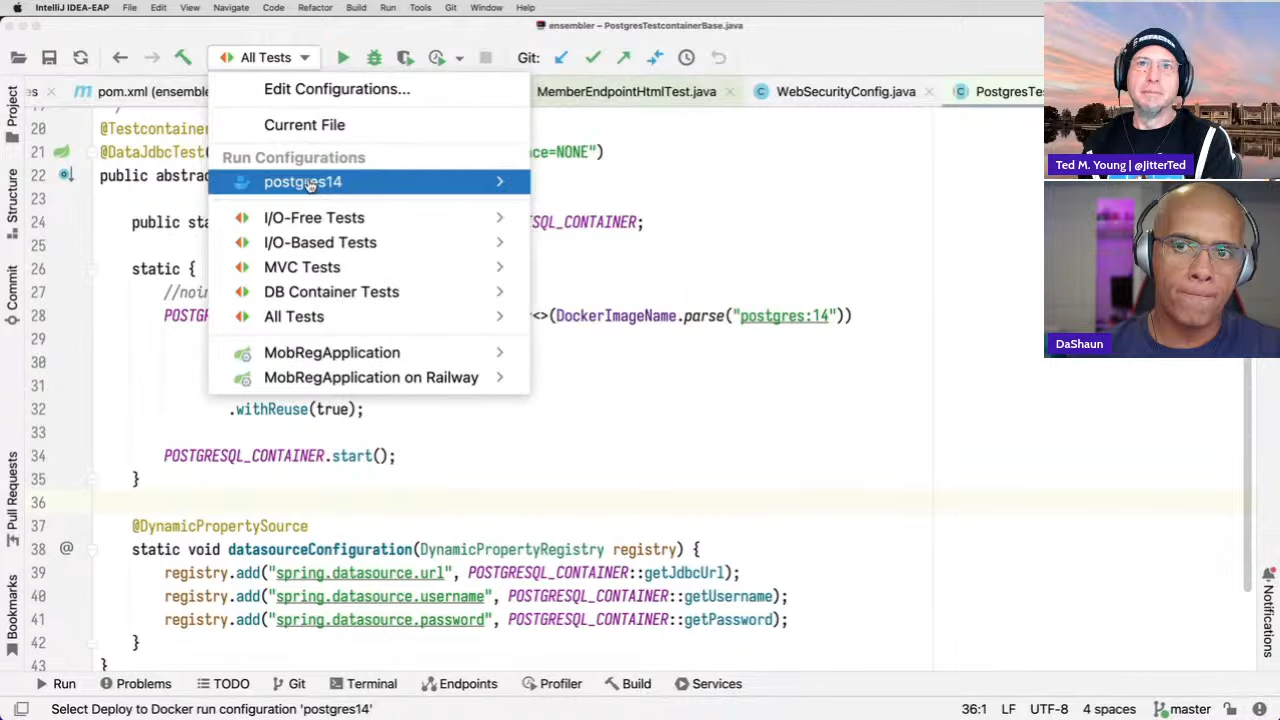 IntelliJ IDEA-EAP File Edit View Navigate Code Refactor Build Run Tools Git Window Help
ensembler – PostgresTestcontainerBase.java
All Tests Git:
es pom.xml (ensemble MemberEndpointHtmlTest.java WebSecurityConfig.java PostgresTe
Edit Configurations...
Current File
Run Configurations
postgres14
I/O-Free Tests
I/O-Based Tests
MVC Tests
DB Container Tests
All Tests
MobRegApplication
MobRegApplication on Railway
20 @Testcontainer
21 @DataJdbcTest( ce=NONE")
22 public abstrac
23
24 public sta SQL_CONTAINER;
25
26 static {
27 //noin
28 POSTGR <>(DockerImageName.parse("postgres:14"))
29
30
31
32 .withReuse(true);
33
34 POSTGRESQL_CONTAINER.start();
35 }
36
37 @DynamicPropertySource
38 static void datasourceConfiguration(DynamicPropertyRegistry registry) {
39 registry.add("spring.datasource.url", POSTGRESQL_CONTAINER::getJdbcUrl);
40 registry.add("spring.datasource.username", POSTGRESQL_CONTAINER::getUsername);
41 registry.add("spring.datasource.password", POSTGRESQL_CONTAINER::getPassword);
42 }
43 }
Project
Structure
Commit
Pull Requests
Bookmarks
Notifications
REFACTOR
Ted M. Young | @JitterTed
DaShaun
Run Problems TODO Git Terminal Endpoints Profiler Build Services
Select Deploy to Docker run configuration 'postgres14' 36:1 LF UTF-8 4 spaces master